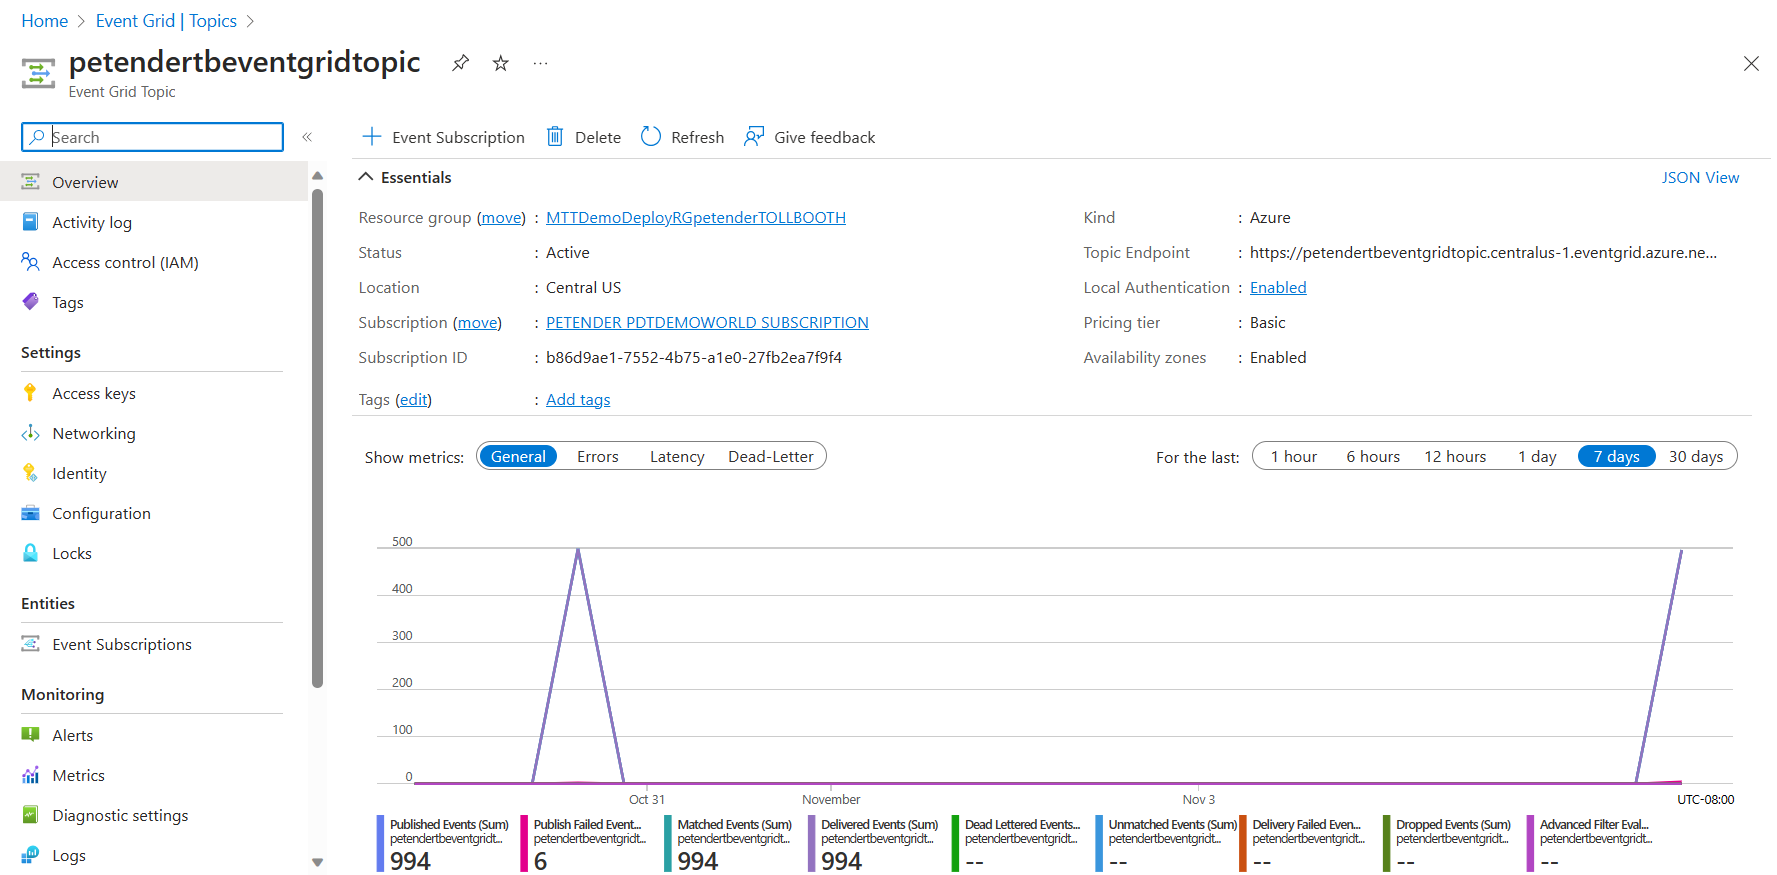 Home > Event Grid | Topics >
petendertbeventgridtopic
Event Grid Topic
Search
Overview
Activity log
Access control (IAM)
Tags
Settings
Access keys
Networking
Identity
Configuration
Locks
Entities
Event Subscriptions
Monitoring
Alerts
Metrics
Diagnostic settings
Logs
Event Subscription Delete Refresh Give feedback
Essentials JSON View
Resource group (move) : MTTDemoDeployRGpetenderTOLLBOOTH
Status : Active
Location : Central US
Subscription (move) : PETENDER PDTDEMOWORLD SUBSCRIPTION
Subscription ID : b86d9ae1-7552-4b75-a1e0-27fb2ea7f9f4
Tags (edit) : Add tags
Kind : Azure
Topic Endpoint : https://petendertbeventgridtopic.centralus-1.eventgrid.azure.ne...
Local Authentication : Enabled
Pricing tier : Basic
Availability zones : Enabled
Show metrics: General Errors Latency Dead-Letter
For the last: 1 hour 6 hours 12 hours 1 day 7 days 30 days
500
400
300
200
100
0
Oct 31 November Nov 3 UTC-08:00
Published Events (Sum)
petendertbeventgridt...
994
Publish Failed Event...
petendertbeventgridt...
6
Matched Events (Sum)
petendertbeventgridt...
994
Delivered Events (Sum)
petendertbeventgridt...
994
Dead Lettered Events...
petendertbeventgridt...
--
Unmatched Events (Sum)
petendertbeventgridt...
--
Delivery Failed Even...
petendertbeventgridt...
--
Dropped Events (Sum)
petendertbeventgridt...
--
Advanced Filter Eval...
petendertbeventgridt...
--